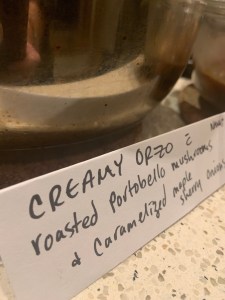 CREAMY ORZO c̄
roasted Portobello mushrooms
& Caramelized maple
sherry onions